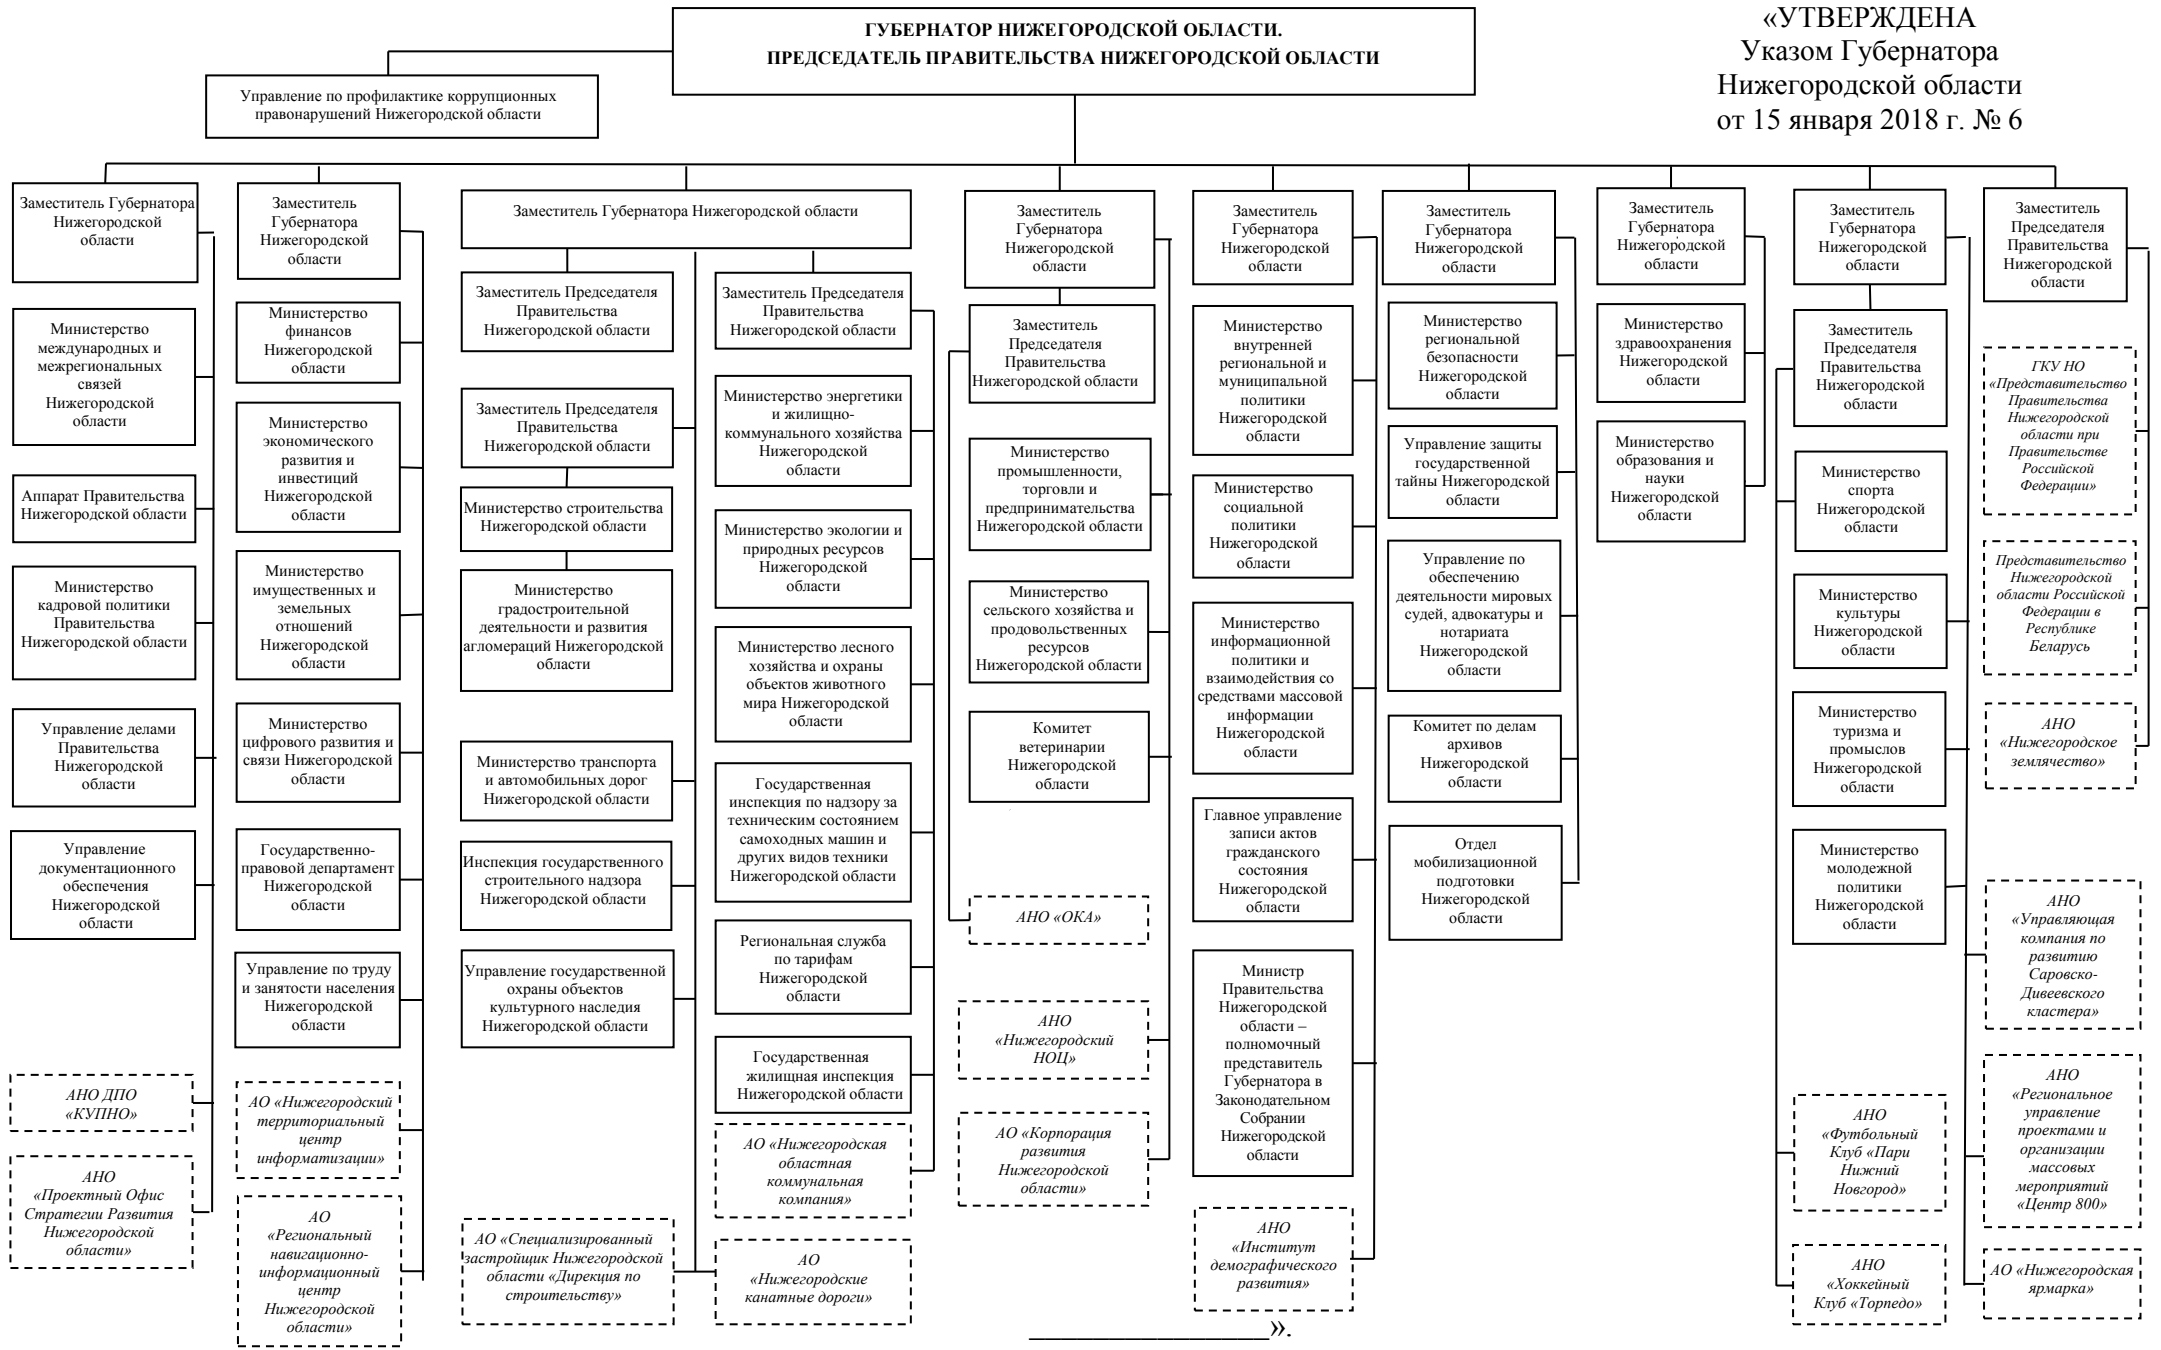 ГУБЕРНАТОР НИЖЕГОРОДСКОЙ ОБЛАСТИ.
ПРЕДСЕДАТЕЛЬ ПРАВИТЕЛЬСТВА НИЖЕГОРОДСКОЙ ОБЛАСТИ
«УТВЕРЖДЕНА
Указом Губернатора
Нижегородской области
от 15 января 2018 г. № 6
Управление по профилактике коррупционных
правонарушений Нижегородской области
Заместитель Губернатора
Нижегородской
области
Министерство
международных и
межрегиональных
связей
Нижегородской
области
Аппарат Правительства
Нижегородской области
Министерство
кадровой политики
Правительства
Нижегородской области
Управление делами
Правительства
Нижегородской
области
Управление
документационного
обеспечения
Нижегородской
области
АНО ДПО
«КУПНО»
АНО
«Проектный Офис
Стратегии Развития
Нижегородской
области»
Заместитель
Губернатора
Нижегородской
области
Министерство
финансов
Нижегородской
области
Министерство
экономического
развития и
инвестиций
Нижегородской
области
Министерство
имущественных и
земельных
отношений
Нижегородской
области
Министерство
цифрового развития и
связи Нижегородской
области
Государственно-
правовой департамент
Нижегородской
области
Управление по труду
и занятости населения
Нижегородской
области
АО «Нижегородский
территориальный
центр
информатизации»
АО
«Региональный
навигационно-
информационный
центр
Нижегородской
области»
Заместитель Губернатора Нижегородской области
Заместитель Председателя
Правительства
Нижегородской области
Заместитель Председателя
Правительства
Нижегородской области
Министерство строительства
Нижегородской области
Министерство
градостроительной
деятельности и развития
агломераций Нижегородской
области
Министерство транспорта
и автомобильных дорог
Нижегородской области
Инспекция государственного
строительного надзора
Нижегородской области
Управление государственной
охраны объектов
культурного наследия
Нижегородской области
АО «Специализированный
застройщик Нижегородской
области «Дирекция по
строительству»
Заместитель Председателя
Правительства
Нижегородской области
Министерство энергетики
и жилищно-
коммунального хозяйства
Нижегородской
области
Министерство экологии и
природных ресурсов
Нижегородской
области
Министерство лесного
хозяйства и охраны
объектов животного
мира Нижегородской
области
Государственная
инспекция по надзору за
техническим состоянием
самоходных машин и
других видов техники
Нижегородской области
Региональная служба
по тарифам
Нижегородской
области
Государственная
жилищная инспекция
Нижегородской области
АО «Нижегородская
областная
коммунальная
компания»
АО
«Нижегородские
канатные дороги»
Заместитель
Губернатора
Нижегородской
области
Заместитель
Председателя
Правительства
Нижегородской области
Министерство
промышленности,
торговли и
предпринимательства
Нижегородской области
Министерство
сельского хозяйства и
продовольственных
ресурсов
Нижегородской области
Комитет
ветеринарии
Нижегородской
области
АНО «ОКА»
АНО
«Нижегородский
НОЦ»
АО «Корпорация
развития
Нижегородской
области»
Заместитель
Губернатора
Нижегородской
области
Министерство
внутренней
региональной и
муниципальной
политики
Нижегородской
области
Министерство
социальной
политики
Нижегородской
области
Министерство
информационной
политики и
взаимодействия со
средствами массовой
информации
Нижегородской
области
Главное управление
записи актов
гражданского
состояния
Нижегородской
области
Министр
Правительства
Нижегородской
области –
полномочный
представитель
Губернатора в
Законодательном
Собрании
Нижегородской
области
АНО
«Институт
демографического
развития»
Заместитель
Губернатора
Нижегородской
области
Министерство
региональной
безопасности
Нижегородской
области
Управление защиты
государственной
тайны Нижегородской
области
Управление по
обеспечению
деятельности мировых
судей, адвокатуры и
нотариата
Нижегородской
области
Комитет по делам
архивов
Нижегородской
области
Отдел
мобилизационной
подготовки
Нижегородской
области
Заместитель
Губернатора
Нижегородской
области
Министерство
здравоохранения
Нижегородской
области
Министерство
образования и
науки
Нижегородской
области
Заместитель
Губернатора
Нижегородской
области
Заместитель
Председателя
Правительства
Нижегородской
области
Министерство
спорта
Нижегородской
области
Министерство
культуры
Нижегородской
области
Министерство
туризма и
промыслов
Нижегородской
области
Министерство
молодежной
политики
Нижегородской
области
АНО
«Футбольный
Клуб «Пари
Нижний
Новгород»
АНО
«Хоккейный
Клуб «Торпедо»
Заместитель
Председателя
Правительства
Нижегородской
области
ГКУ НО
«Представительство
Правительства
Нижегородской
области при
Правительстве
Российской
Федерации»
Представительство
Нижегородской
области Российской
Федерации в
Республике
Беларусь
АНО
«Нижегородское
землячество»
АНО
«Управляющая
компания по
развитию
Саровско-
Дивеевского
кластера»
АНО
«Региональное
управление
проектами и
организации
массовых
мероприятий
«Центр 800»
АО «Нижегородская
ярмарка»
________________».